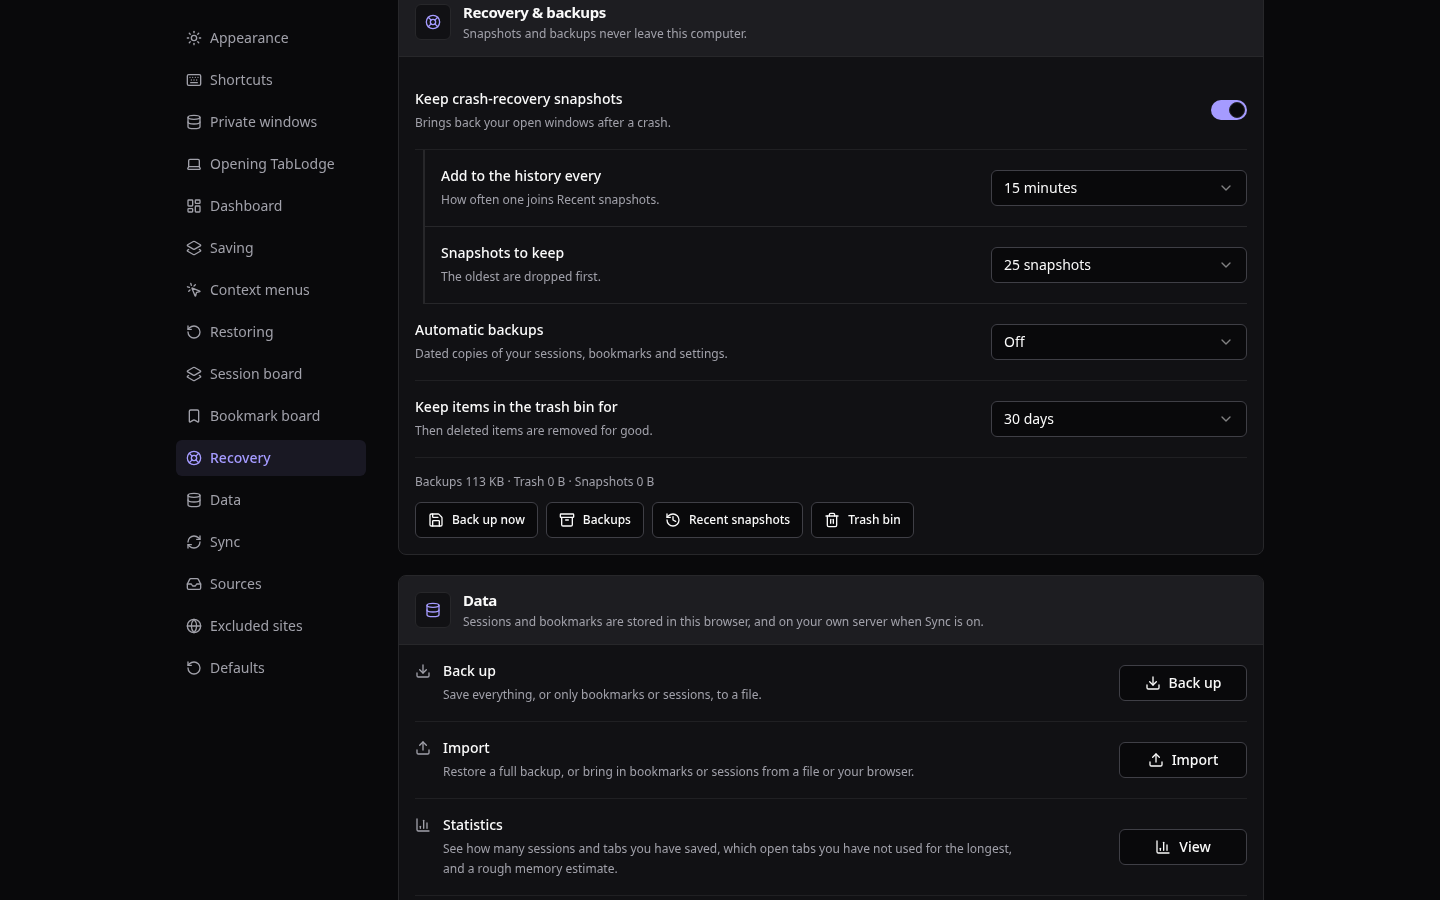 Appearance
Shortcuts
Private windows
Opening TabLodge
Dashboard
Saving
Context menus
Restoring
Session board
Bookmark board
Recovery
Data
Sync
Sources
Excluded sites
Defaults
Recovery & backups
Snapshots and backups never leave this computer.
Keep crash-recovery snapshots
Brings back your open windows after a crash.
Add to the history every
How often one joins Recent snapshots.
15 minutes
Snapshots to keep
The oldest are dropped first.
25 snapshots
Automatic backups
Dated copies of your sessions, bookmarks and settings.
Off
Keep items in the trash bin for
Then deleted items are removed for good.
30 days
Backups 113 KB · Trash 0 B · Snapshots 0 B
Back up now
Backups
Recent snapshots
Trash bin
Data
Sessions and bookmarks are stored in this browser, and on your own server when Sync is on.
Back up
Save everything, or only bookmarks or sessions, to a file.
Back up
Import
Restore a full backup, or bring in bookmarks or sessions from a file or your browser.
Import
Statistics
See how many sessions and tabs you have saved, which open tabs you have not used for the longest,
and a rough memory estimate.
View